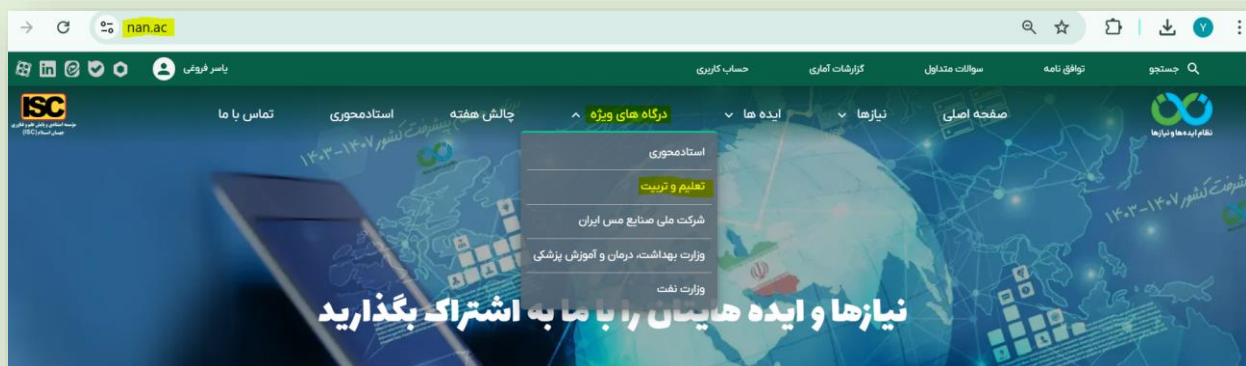 nan.ac
Y
جستجو
توافق نامه
سوالات متداول
گزارشات آماری
حساب کاربری
یاسر فروغی
نظام ایده‌ها و نیازها
صفحه اصلی
نیازها
ایده ها
درگاه های ویژه
چالش هفته
استادمحوری
تماس با ما
ISC
استادمحوری
تعلیم و تربیت
شرکت ملی صنایع مس ایران
وزارت بهداشت، درمان و آموزش پزشکی
وزارت نفت
نیازها و ایده هایتان را با ما به اشتراک بگذارید